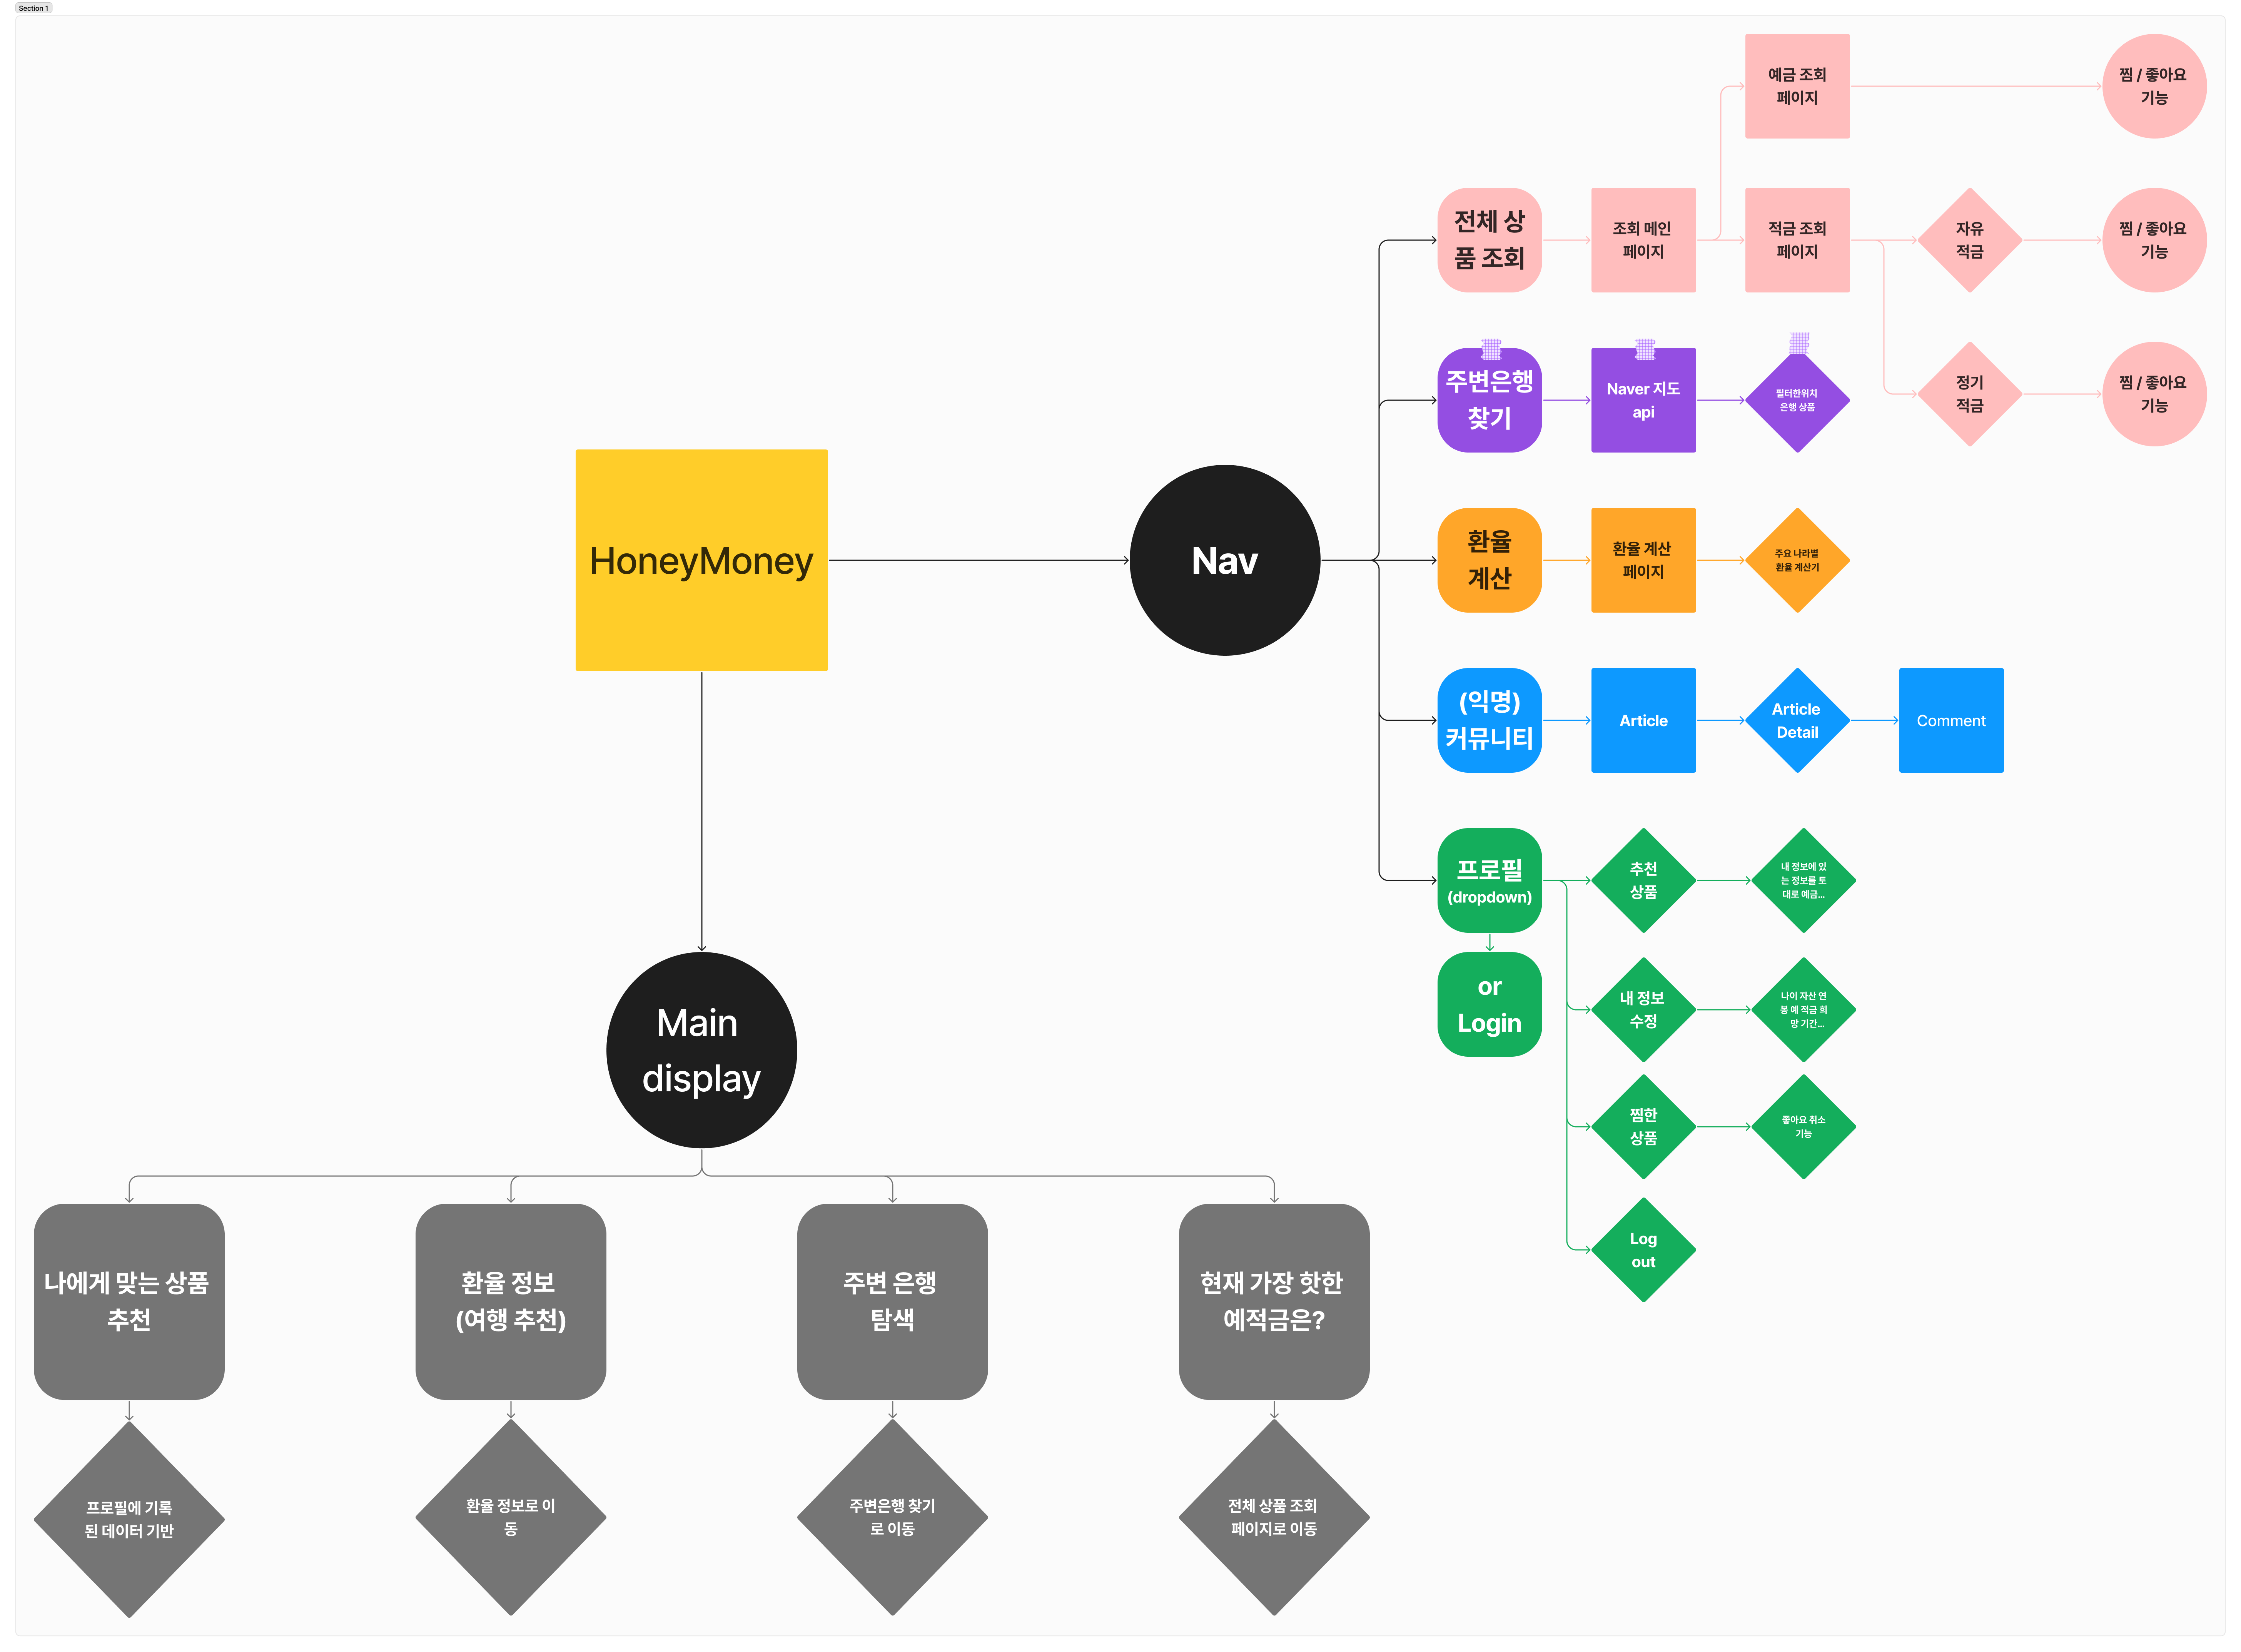 Section 1
예금 조회
페이지
찜 / 좋아요
기능
전체 상
품 조회
조회 메인
페이지
적금 조회
페이지
자유
적금
찜 / 좋아요
기능
주변은행
찾기
Naver 지도
api
필터한위치
은행 상품
정기
적금
찜 / 좋아요
기능
HoneyMoney
Nav
환율
계산
환율 계산
페이지
주요 나라별
환율 계산기
(익명)
커뮤니티
Article
Article
Detail
Comment
프로필
(dropdown)
추천
상품
내 정보에 있
는 정보를 토
대로 예금...
or
Login
내 정보
수정
나이 자산 연
봉 예 적금 희
망 기간...
찜한
상품
좋아요 취소
기능
Log
out
Main
display
나에게 맞는 상품
추천
환율 정보
(여행 추천)
주변 은행
탐색
현재 가장 핫한
예적금은?
프로필에 기록
된 데이터 기반
환율 정보로 이
동
주변은행 찾기
로 이동
전체 상품 조회
페이지로 이동